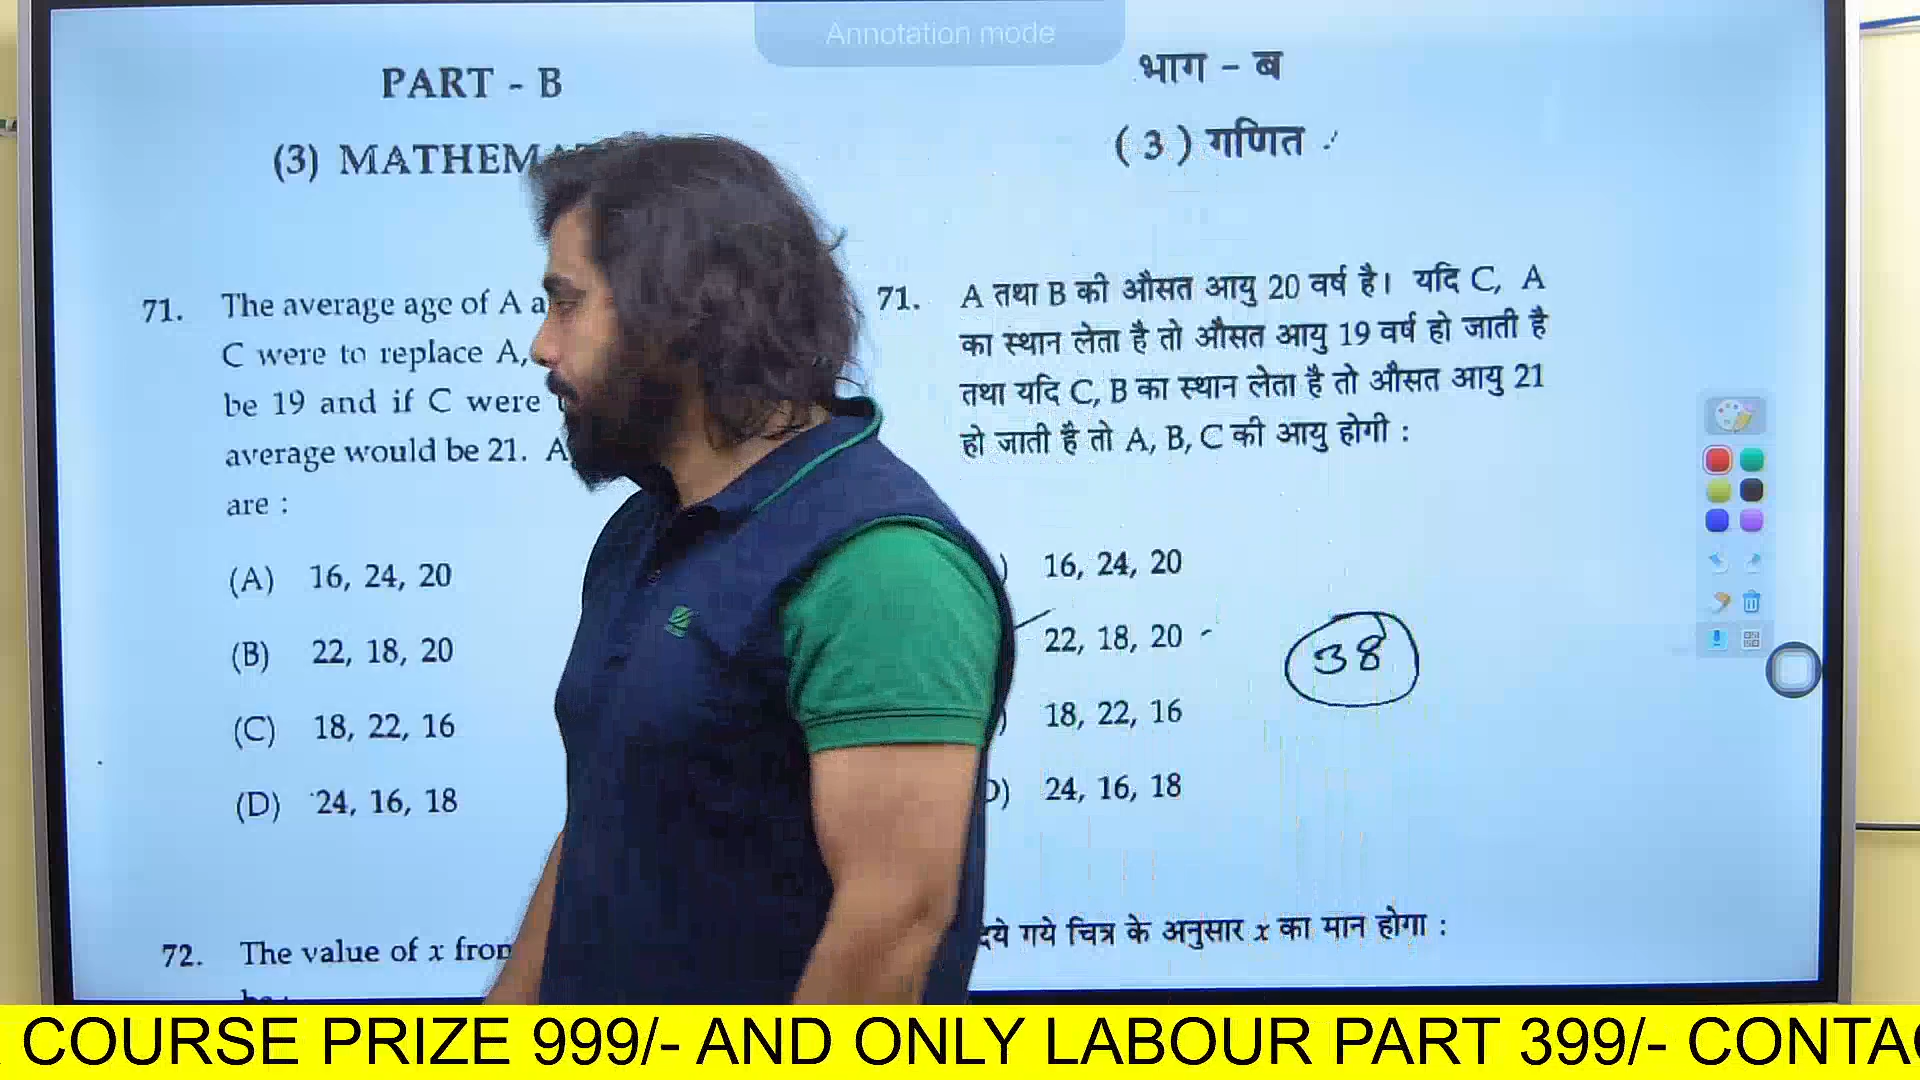 Annotation mode
PART - B
(3) MATHEM
71. The average age of A a
C were to replace A,
be 19 and if C were
average would be 21. A
are :
(A) 16, 24, 20
(B) 22, 18, 20
(C) 18, 22, 16
(D) 24, 16, 18
72. The value of x from
भाग - ब
( 3 ) गणित
71. A तथा B की औसत आयु 20 वर्ष है। यदि C, A
का स्थान लेता है तो औसत आयु 19 वर्ष हो जाती है
तथा यदि C, B का स्थान लेता है तो औसत आयु 21
हो जाती है तो A, B, C की आयु होगी :
) 16, 24, 20
22, 18, 20
) 18, 22, 16
D) 24, 16, 18
38
दिये गये चित्र के अनुसार x का मान होगा :
COURSE PRIZE 999/- AND ONLY LABOUR PART 399/- CONTAC